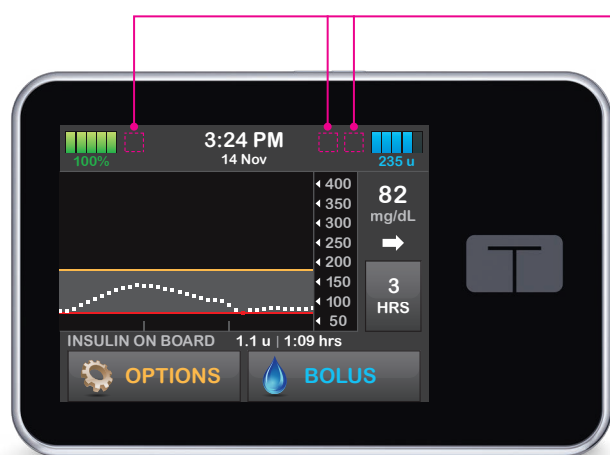 3:24 PM
14 Nov
100%
235 u
400
350
300
250
200
150
100
50
82
mg/dL
3
HRS
INSULIN ON BOARD 1.1 u | 1:09 hrs
OPTIONS
BOLUS